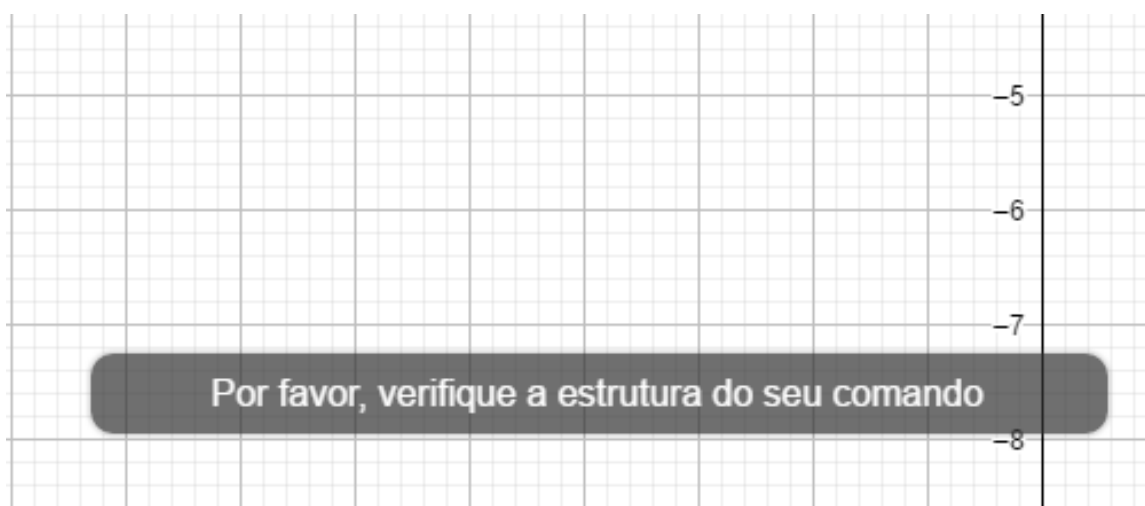 –5
–6
–7
Por favor, verifique a estrutura do seu comando
–8